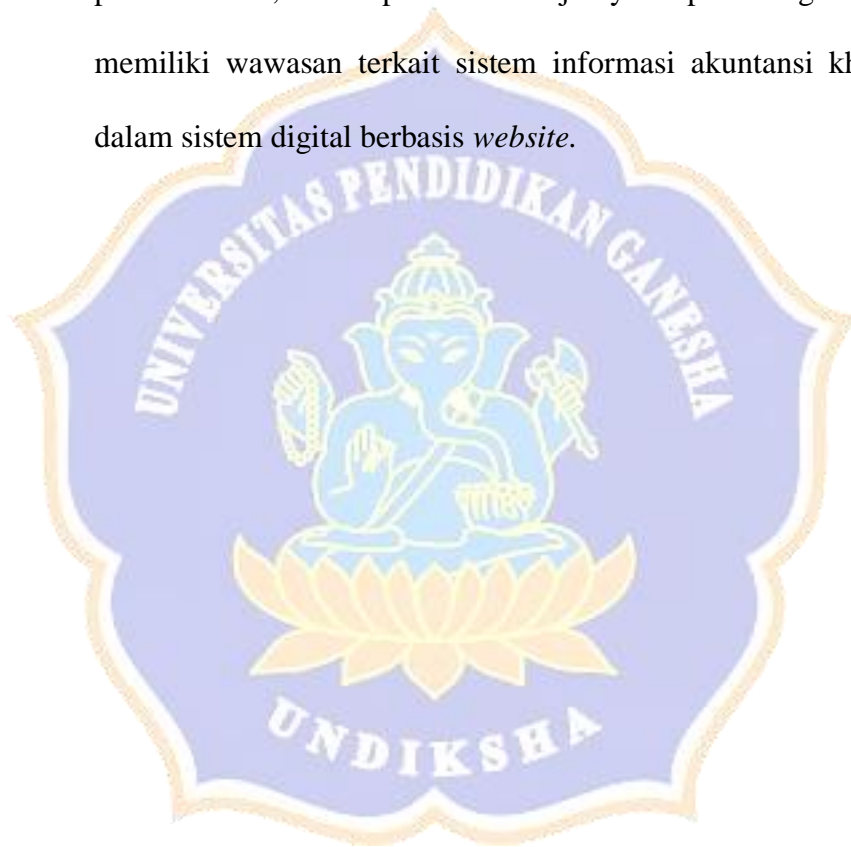 memiliki wawasan terkait sistem informasi akuntansi
dalam sistem digital berbasis website.
UNIVERSITAS PENDIDIKAN GANESHA
UNDIKSHA